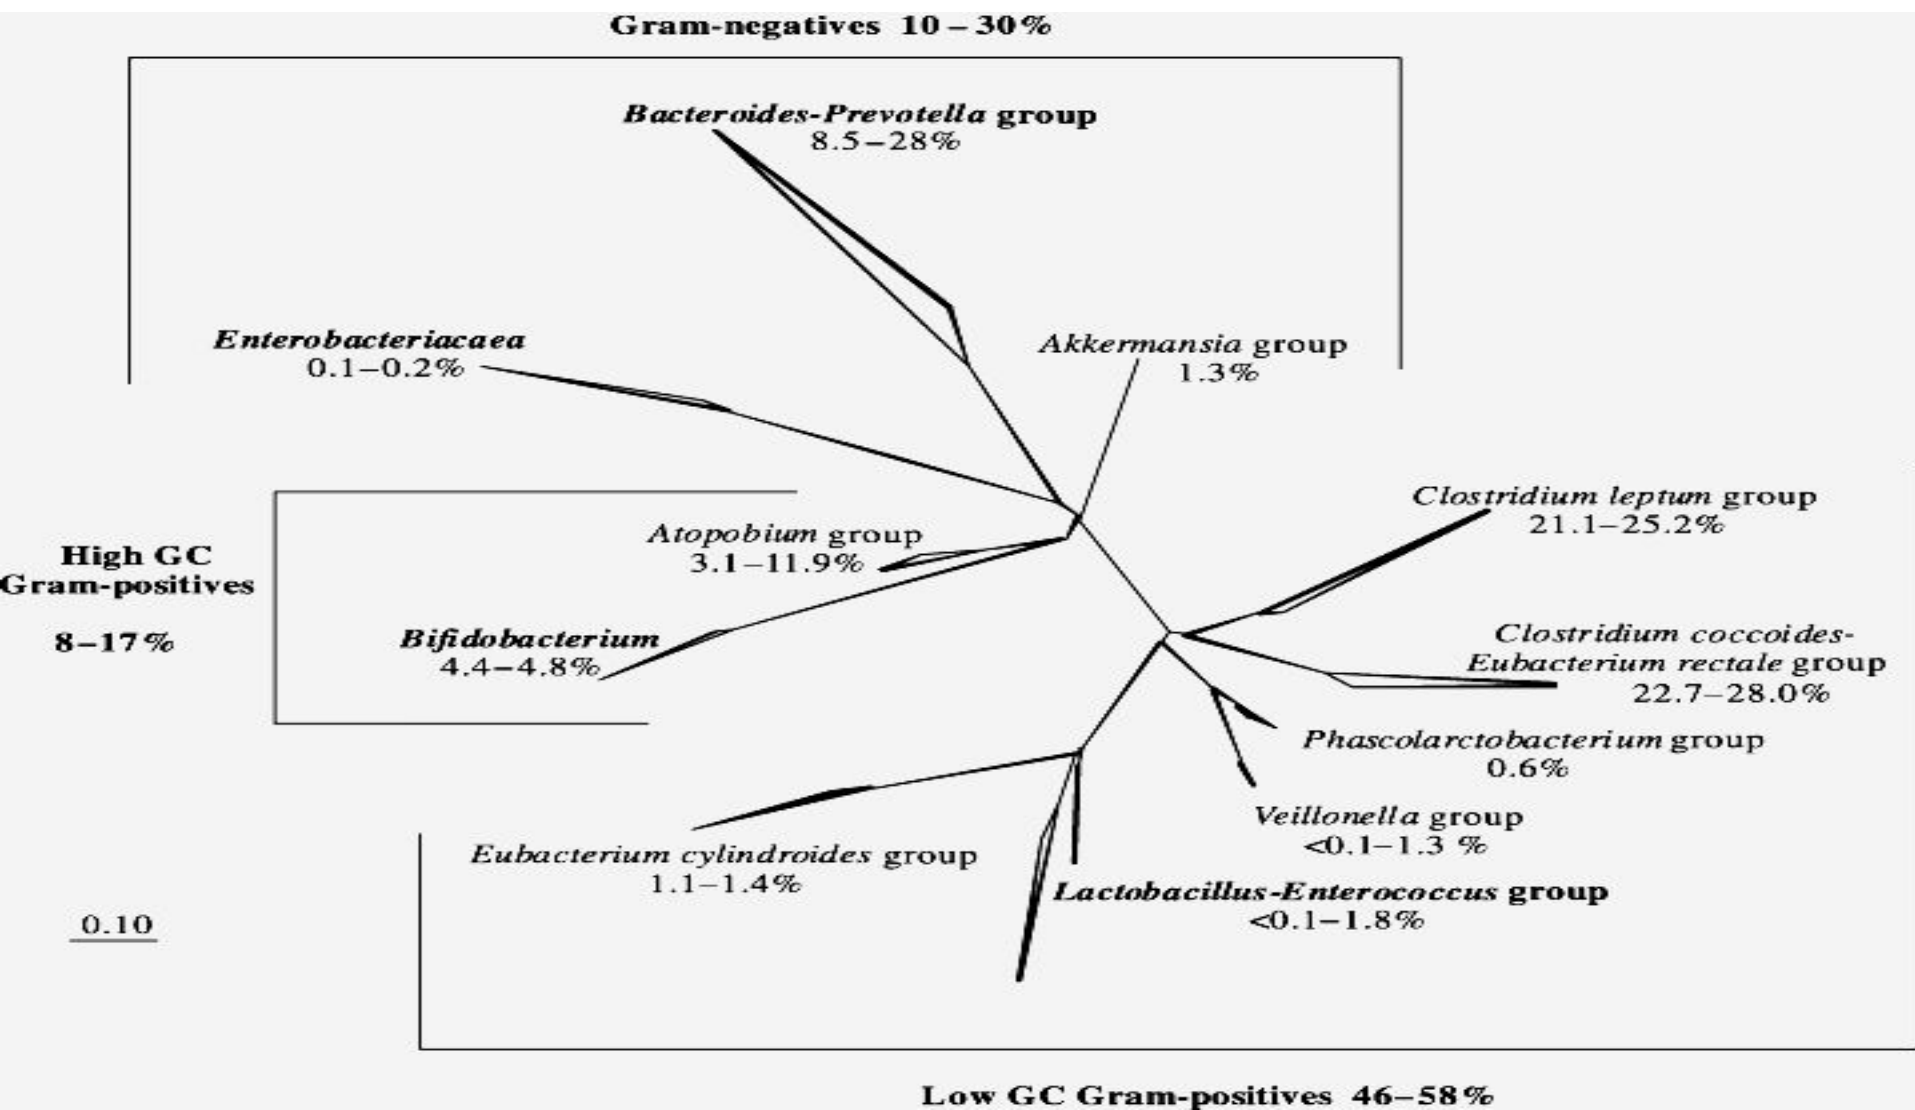 Gram-negatives 10–30%
Bacteroides-Prevotella group
8.5–28%
Enterobacteriacaea
0.1–0.2%
Akkermansia group
1.3%
Clostridium leptum group
21.1–25.2%
Atopobium group
3.1–11.9%
High GC
Gram-positives
8–17%
Bifidobacterium
4.4–4.8%
Clostridium coccoides-
Eubacterium rectale group
22.7–28.0%
Phascolarctobacterium group
0.6%
Veillonella group
<0.1–1.3 %
Eubacterium cylindroides group
1.1–1.4%
Lactobacillus-Enterococcus group
<0.1–1.8%
0.10
Low GC Gram-positives 46–58%